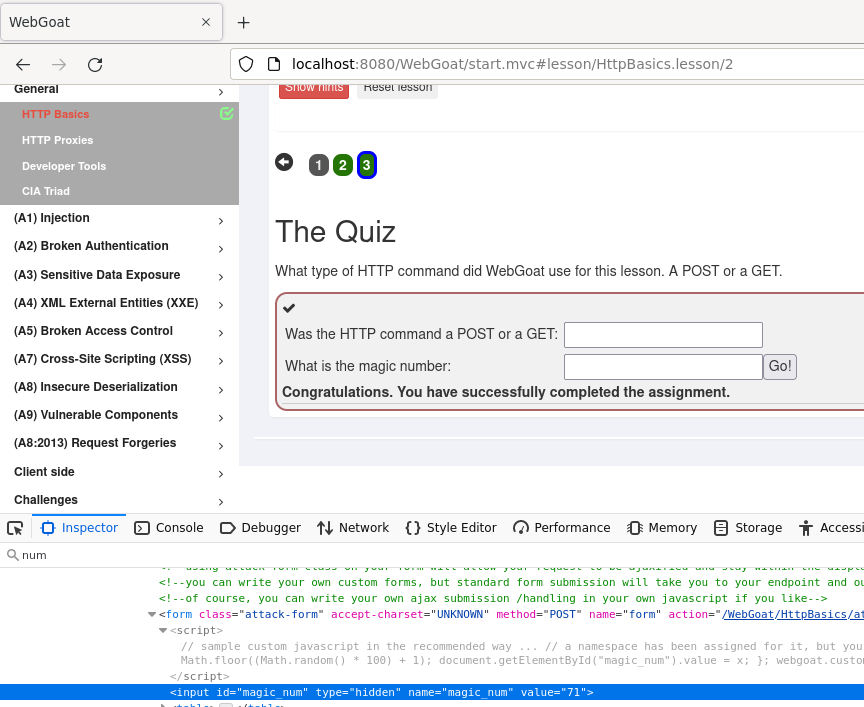 WebGoat
localhost:8080/WebGoat/start.mvc#lesson/HttpBasics.lesson/2
General
HTTP Basics
HTTP Proxies
Developer Tools
CIA Triad
(A1) Injection
(A2) Broken Authentication
(A3) Sensitive Data Exposure
(A4) XML External Entities (XXE)
(A5) Broken Access Control
(A7) Cross-Site Scripting (XSS)
(A8) Insecure Deserialization
(A9) Vulnerable Components
(A8:2013) Request Forgeries
Client side
Challenges
Show hints Reset lesson
1 2 3
The Quiz
What type of HTTP command did WebGoat use for this lesson. A POST or a GET.
Was the HTTP command a POST or a GET:
What is the magic number: Go!
Congratulations. You have successfully completed the assignment.
Inspector Console Debugger Network Style Editor Performance Memory Storage Accessi
num
<!--using attack-form class on your form will allow your request to be ajaxified and stay within the displ
<!--you can write your own custom forms, but standard form submission will take you to your endpoint and ou
<!--of course, you can write your own ajax submission /handling in your own javascript if you like-->
<form class="attack-form" accept-charset="UNKNOWN" method="POST" name="form" action="/WebGoat/HttpBasics/at
<script>
// sample custom javascript in the recommended way ... // a namespace has been assigned for it, but you
Math.floor((Math.random() * 100) + 1); document.getElementById("magic_num").value = x; }; webgoat.custom
</script>
<input id="magic_num" type="hidden" name="magic_num" value="71">